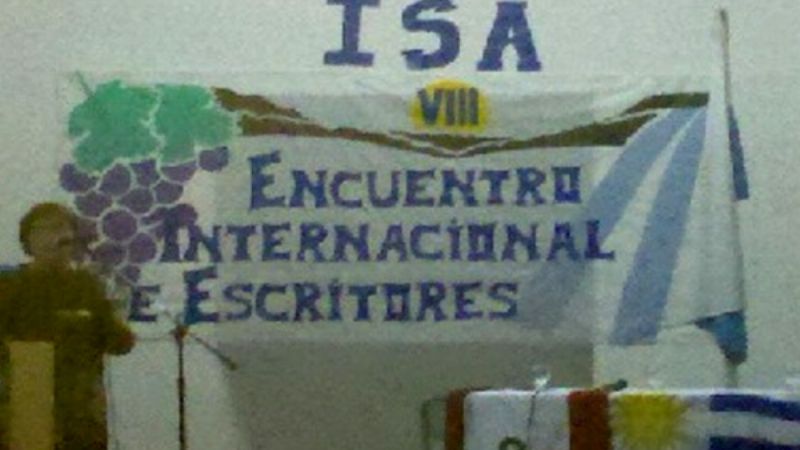 ISA
VIII
ENCUENTRO
INTERNACIONAL
E ESCRITORES